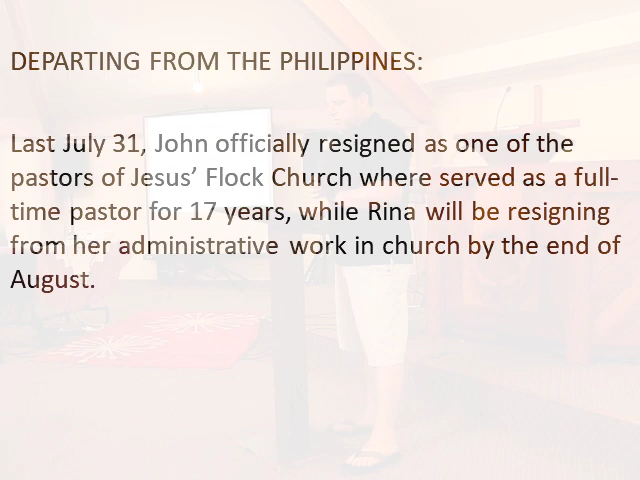 DEPARTING FROM THE PHILIPPINES:
Last July 31, John officially resigned as one of the
pastors of Jesus’ Flock Church where served as a full-
time pastor for 17 years, while Rina will be resigning
from her administrative work in church by the end of
August.